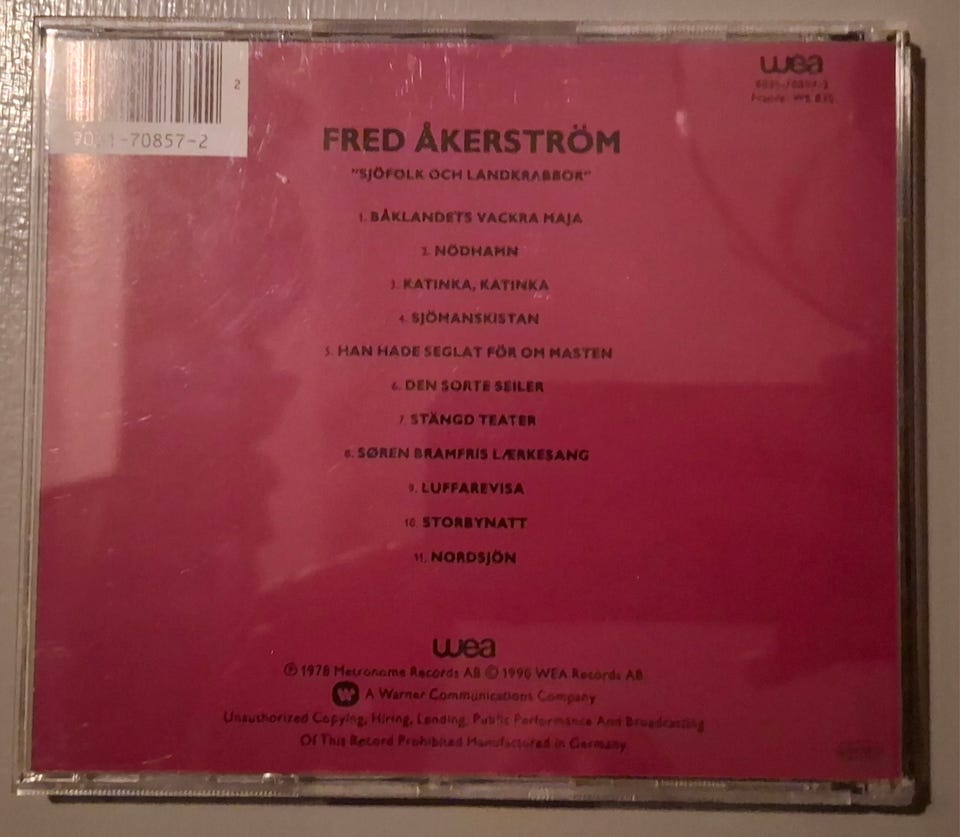 2
70857-2
wea
FRED ÅKERSTRÖM
"SJÖFOLK OCH LANDKRABBOR"
1. BÅKLANDETS VACKRA MAJA
2. NÖDHAMN
3. KATINKA, KATINKA
4. SJÖMANSKISTAN
5. HAN HADE SEGLAT FÖR OM MASTEN
6. DEN SORTE SEILER
7. STÄNGD TEATER
8. SØREN BRAMFRIS LÆRKESANG
9. LUFFAREVISA
10. STORBYNATT
11. NORDSJÖN
wea
Ⓟ 1978 Metronome Records AB © 1990 WEA Records AB
A Warner Communications Company
Unauthorized Copying, Hiring, Lending, Public Performance And Broadcasting
Of This Record Prohibited Manufactured in Germany